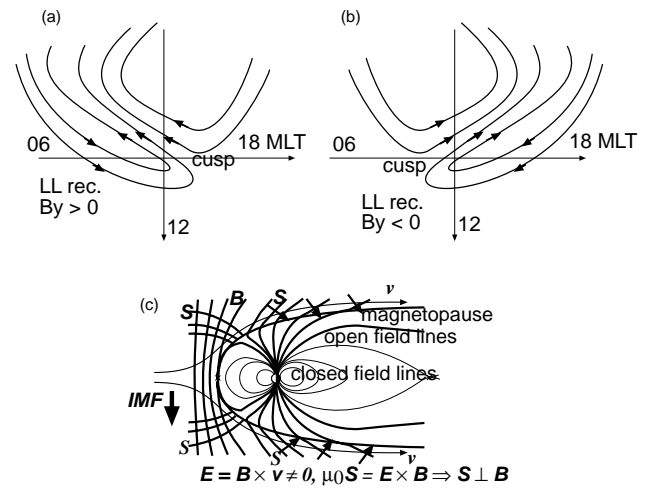 (a)
06
18 MLT
cusp
LL rec.
By > 0
12
(b)
06
18 MLT
cusp
LL rec.
By < 0
12
(c)
S
B
S
v
magnetopause
open field lines
closed field lines
IMF
S
S
v
E = B × v ≠ 0, μ0S = E × B ⇒ S ⊥ B